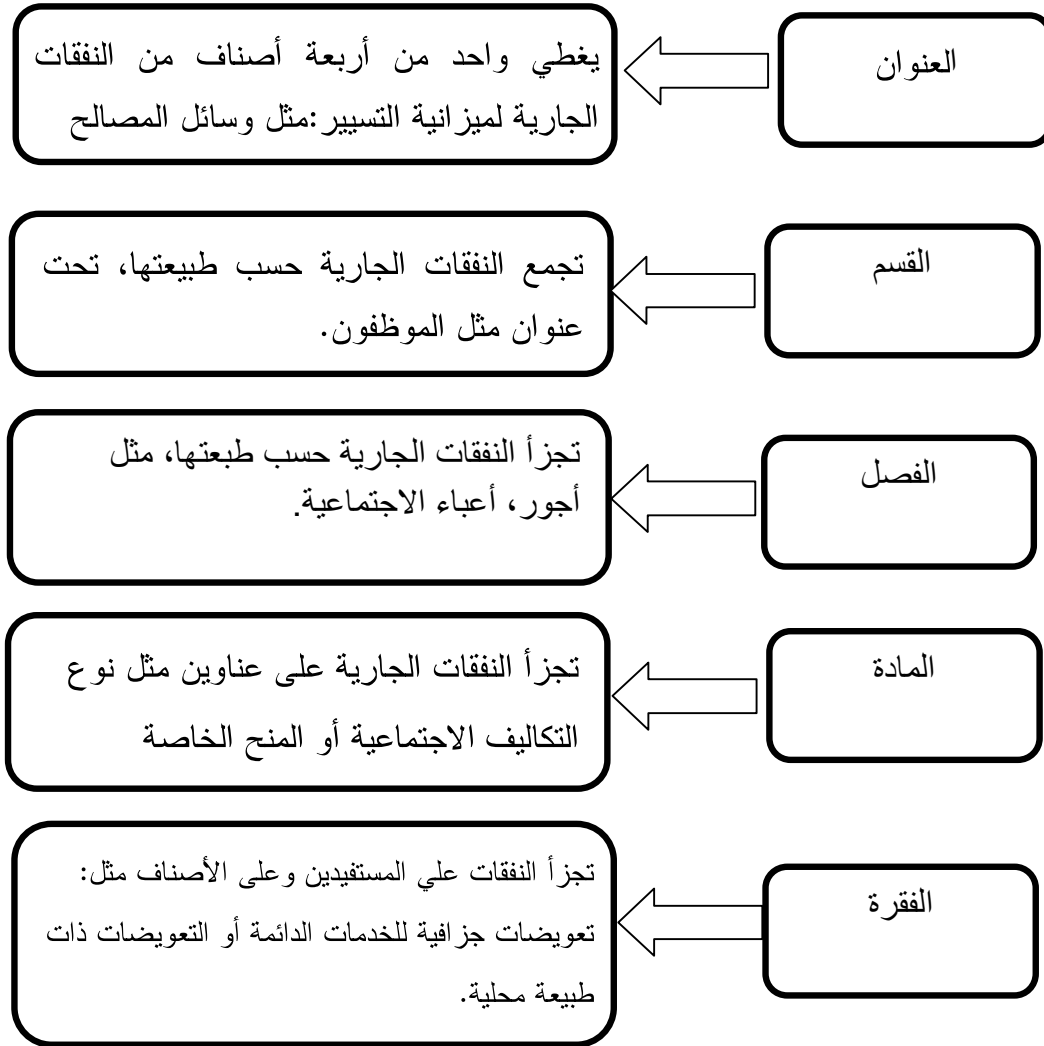 العنوان
يغطي واحد من أربعة أصناف من النفقات
الجارية لميزانية التسيير:مثل وسائل المصالح
القسم
تجمع النفقات الجارية حسب طبيعتها، تحت
عنوان مثل الموظفون.
الفصل
تجزأ النفقات الجارية حسب طبعتها، مثل
أجور، أعباء الاجتماعية.
المادة
تجزأ النفقات الجارية على عناوين مثل نوع
التكاليف الاجتماعية أو المنح الخاصة
الفقرة
تجزأ النفقات علي المستفيدين وعلى الأصناف مثل:
تعويضات جزافية للخدمات الدائمة أو التعويضات ذات
طبيعة محلية.